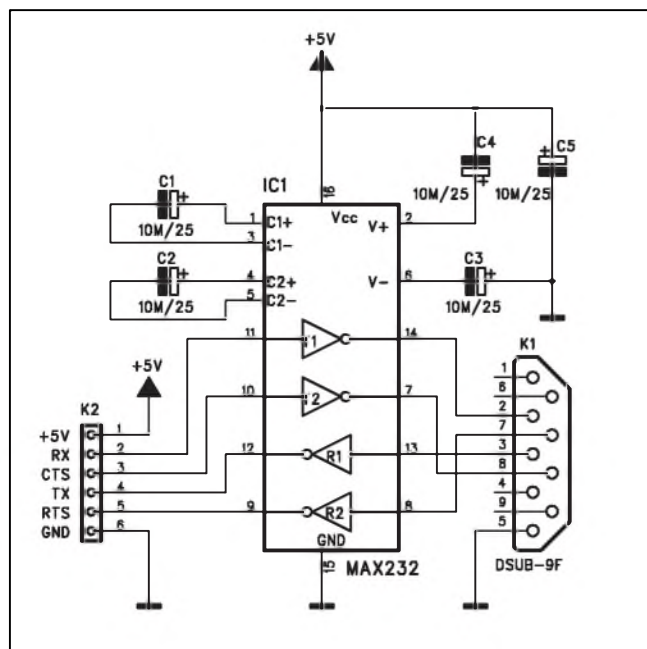 +5V
C4
C5
+
+
10M/25
10M/25
C1
+
10M/25
IC1
16
Vcc
1
C1+
V+
2
3
C1-
C2
+
10M/25
4
C2+
V-
6
5
C2-
C3
+
10M/25
11
14
10
7
12
R1
13
9
R2
8
GND
15
MAX232
+5V
K2
+5V
1
RX
2
CTS
3
TX
4
RTS
5
GND
6
K1
1
6
2
7
3
8
4
9
5
DSUB-9F